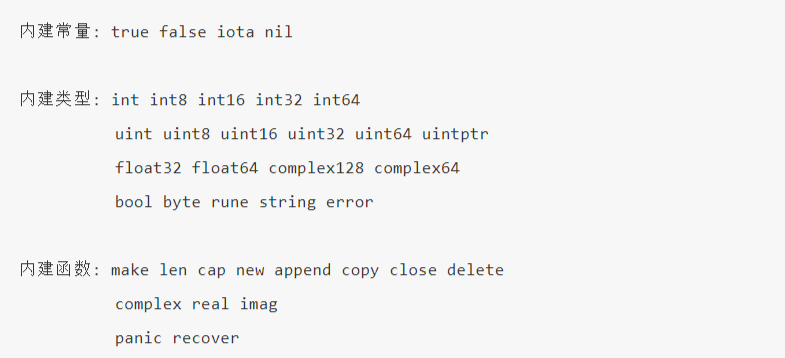 内建常量: true false iota nil
内建类型: int int8 int16 int32 int64
uint uint8 uint16 uint32 uint64 uintptr
float32 float64 complex128 complex64
bool byte rune string error
内建函数: make len cap new append copy close delete
complex real imag
panic recover